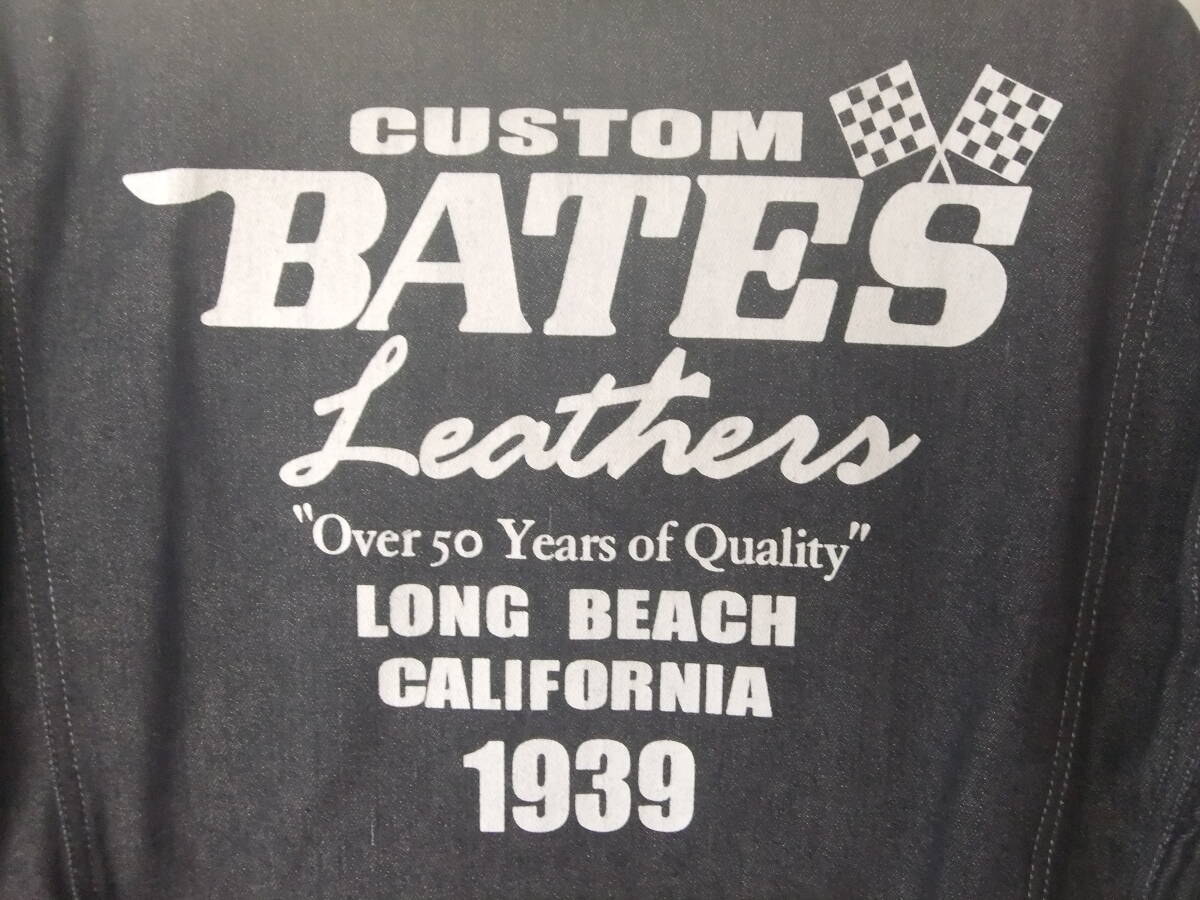 CUSTOM
BATES
Leathers
"Over 50 Years of Quality"
LONG BEACH
CALIFORNIA
1939